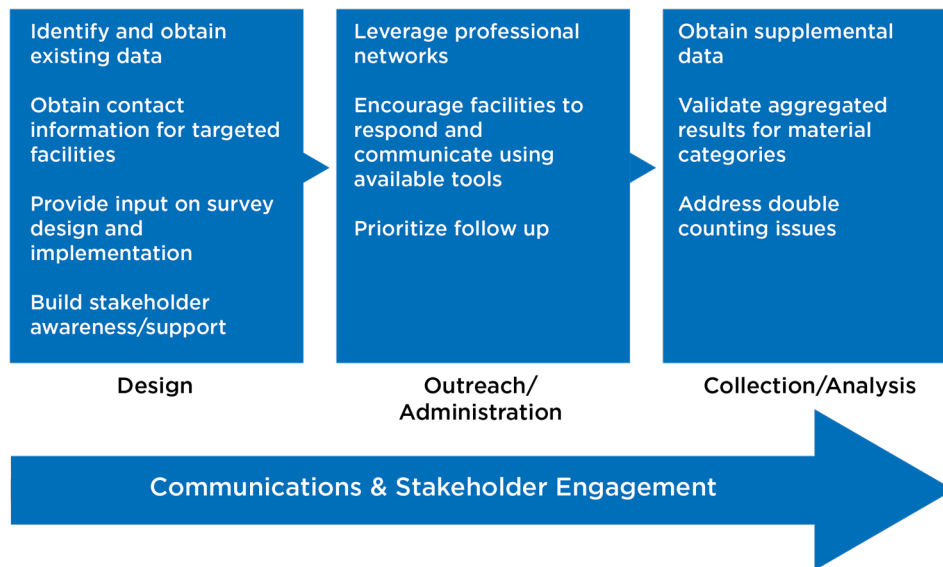 Identify and obtain
existing data
Obtain contact
information for targeted
facilities
Provide input on survey
design and
implementation
Build stakeholder
awareness/support
Design
Leverage professional
networks
Encourage facilities to
respond and
communicate using
available tools
Prioritize follow up
Outreach/
Administration
Obtain supplemental
data
Validate aggregated
results for material
categories
Address double
counting issues
Collection/Analysis
Communications & Stakeholder Engagement